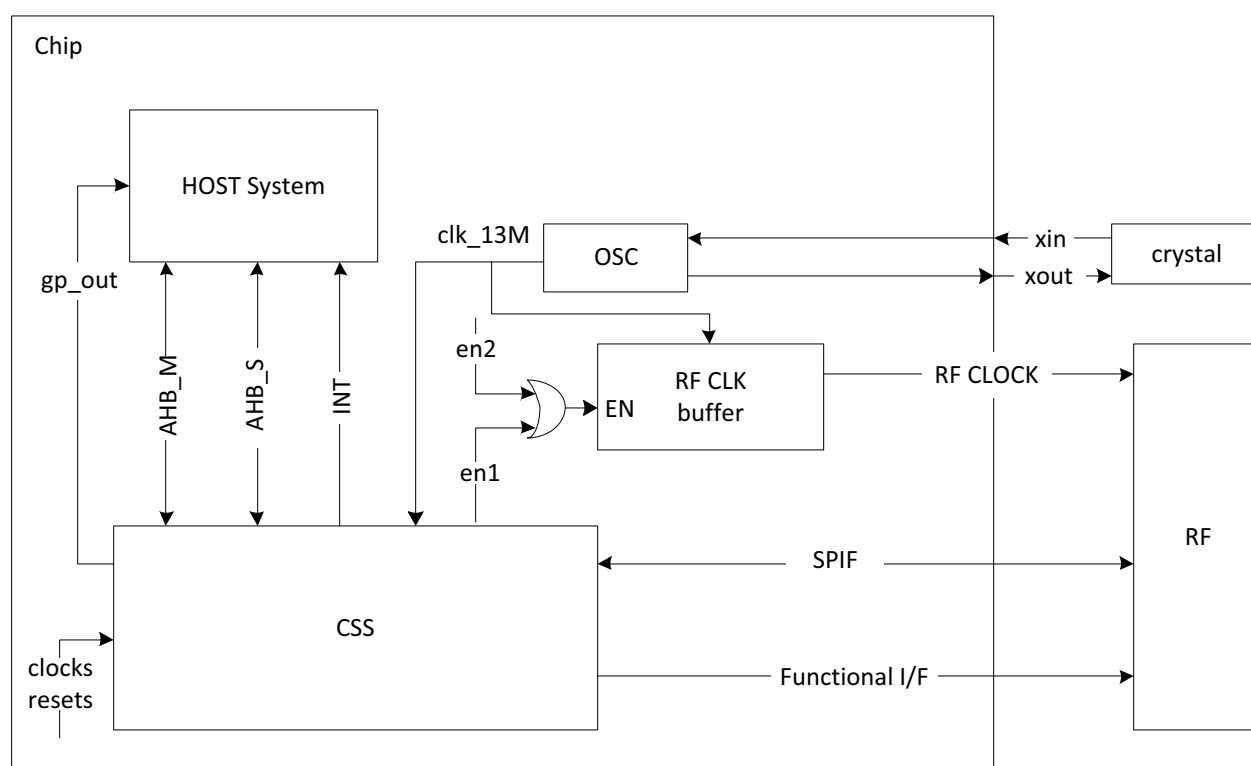 Chip
HOST System
clk_13M
OSC
xin
crystal
xout
gp_out
AHB_M
AHB_S
INT
en2
RF CLK
buffer
EN
RF CLOCK
en1
RF
SPIF
CSS
clocks
resets
Functional I/F